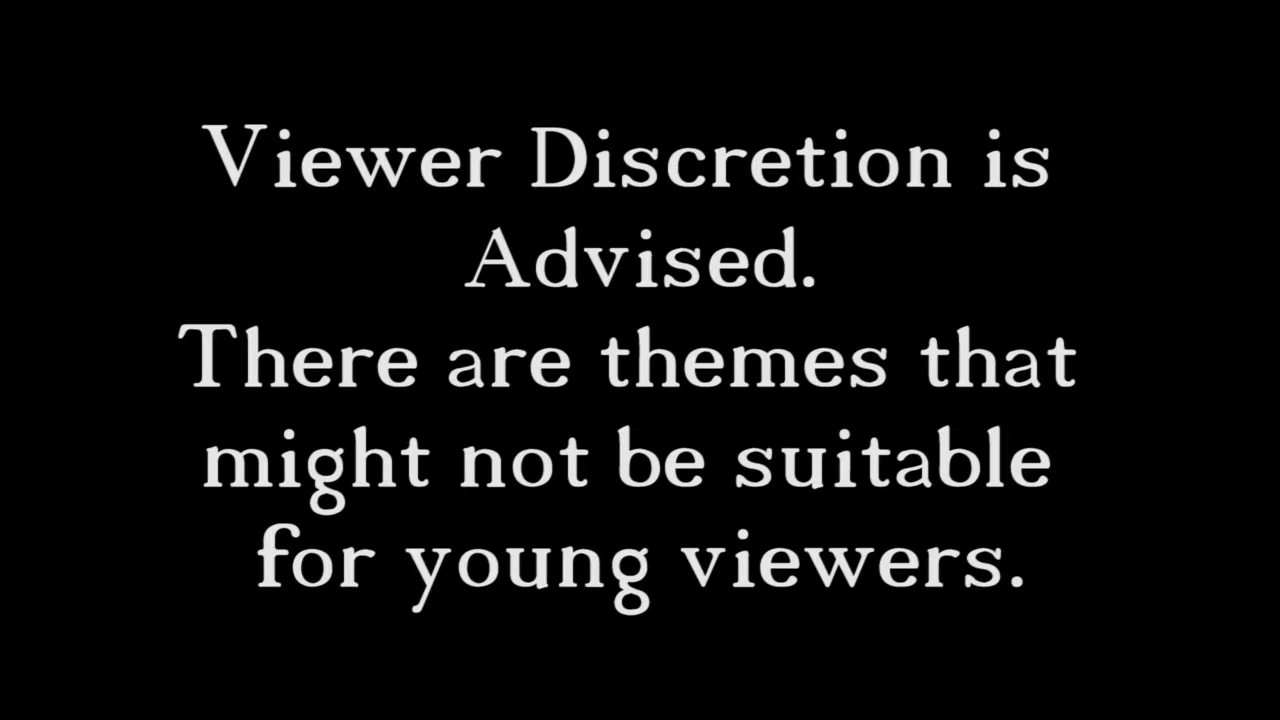 Viewer Discretion is
Advised.
There are themes that
might not be suitable
for young viewers.